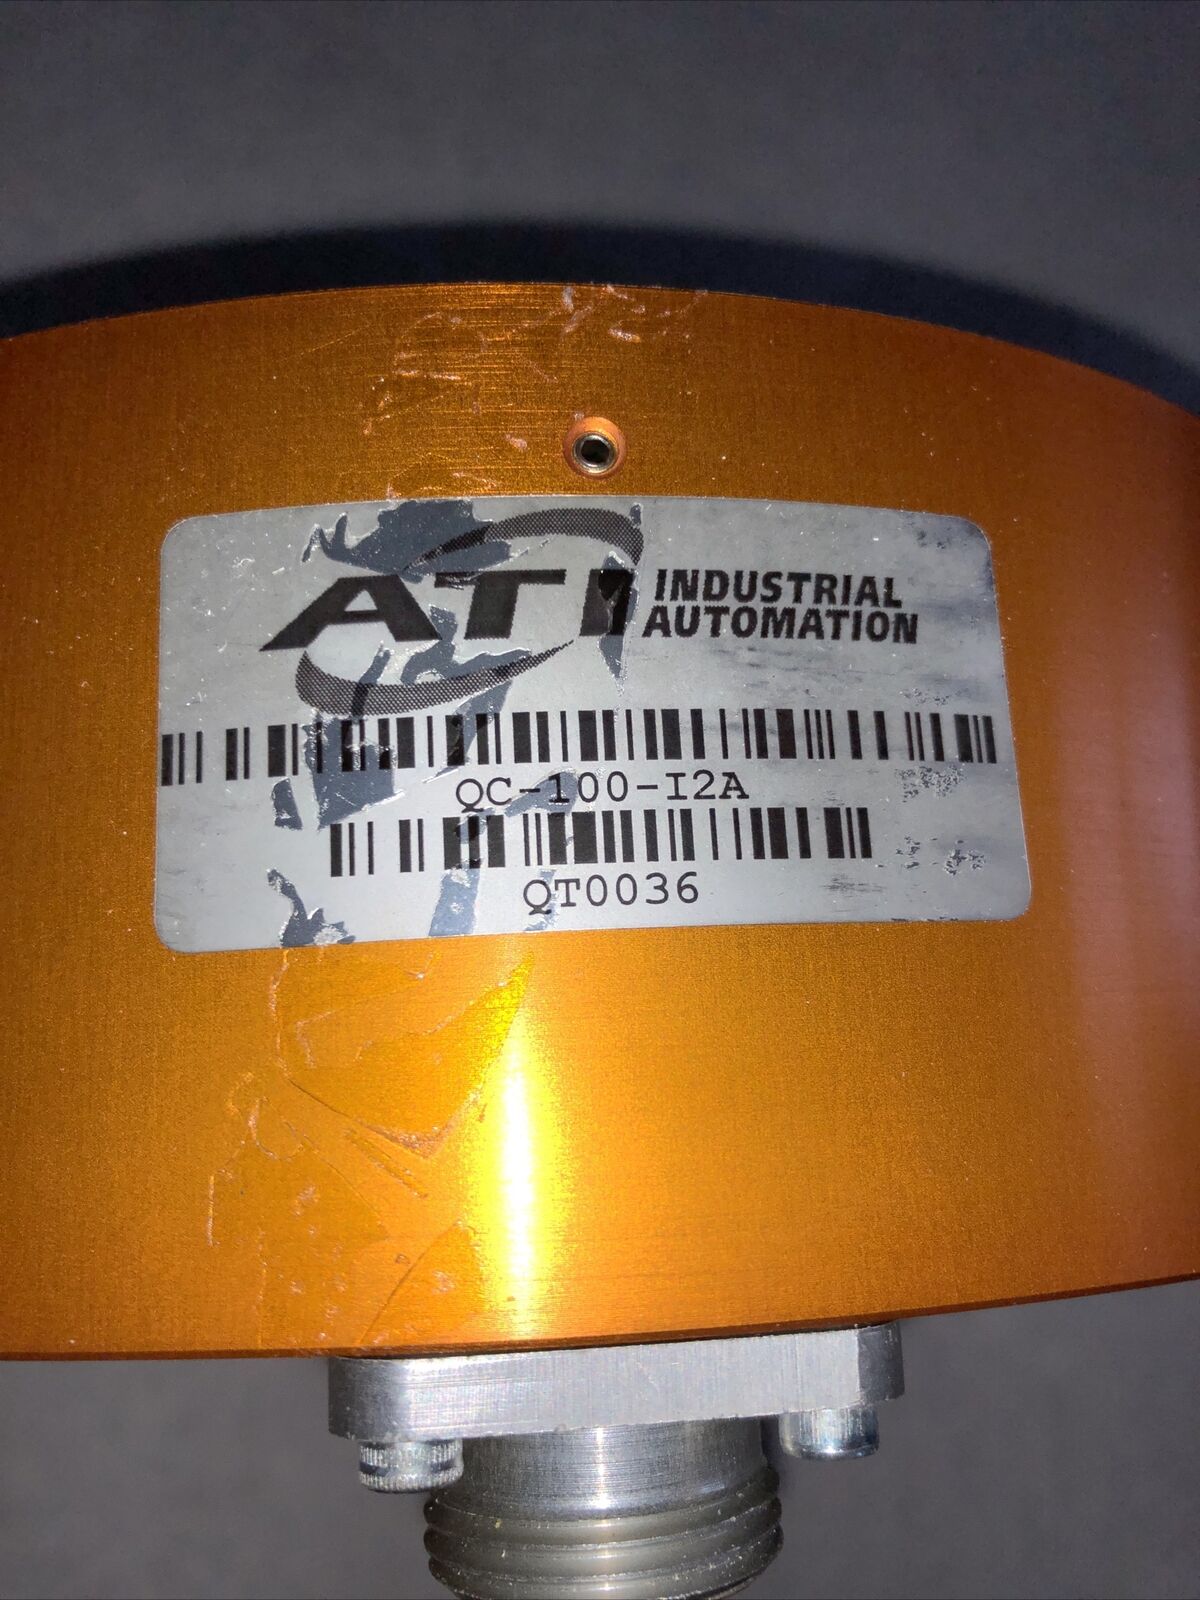 ATI INDUSTRIAL
AUTOMATION
QC-100-I2A
QT0036